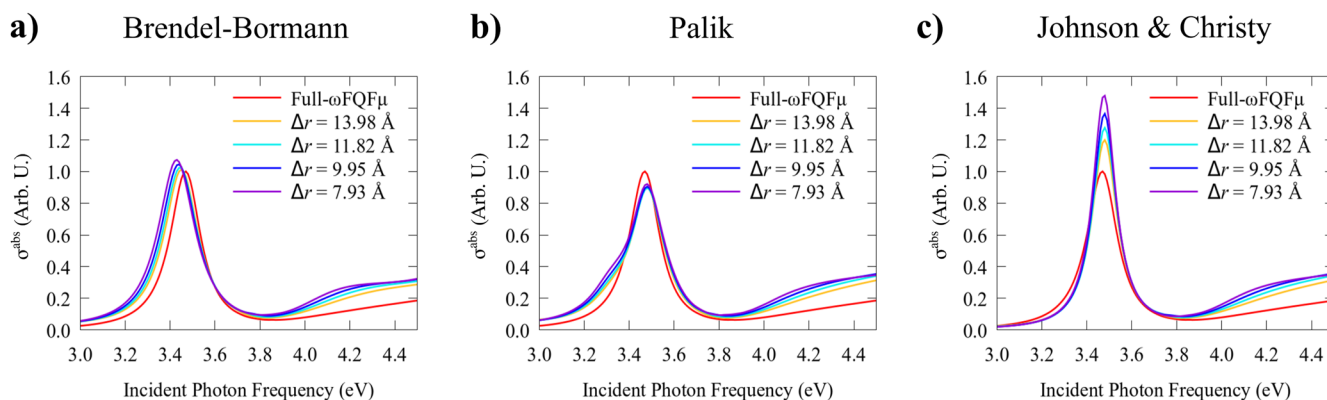 a) Brendel-Bormann
1.6
1.4
1.2
1.0
0.8
0.6
0.4
0.2
0.0
σᵃᵇˢ (Arb. U.)
Full-ωFQFμ
Δr = 13.98 Å
Δr = 11.82 Å
Δr = 9.95 Å
Δr = 7.93 Å
3.0 3.2 3.4 3.6 3.8 4.0 4.2 4.4
Incident Photon Frequency (eV)
b) Palik
1.6
1.4
1.2
1.0
0.8
0.6
0.4
0.2
0.0
σᵃᵇˢ (Arb. U.)
Full-ωFQFμ
Δr = 13.98 Å
Δr = 11.82 Å
Δr = 9.95 Å
Δr = 7.93 Å
3.0 3.2 3.4 3.6 3.8 4.0 4.2 4.4
Incident Photon Frequency (eV)
c) Johnson & Christy
1.6
1.4
1.2
1.0
0.8
0.6
0.4
0.2
0.0
σᵃᵇˢ (Arb. U.)
Full-ωFQFμ
Δr = 13.98 Å
Δr = 11.82 Å
Δr = 9.95 Å
Δr = 7.93 Å
3.0 3.2 3.4 3.6 3.8 4.0 4.2 4.4
Incident Photon Frequency (eV)